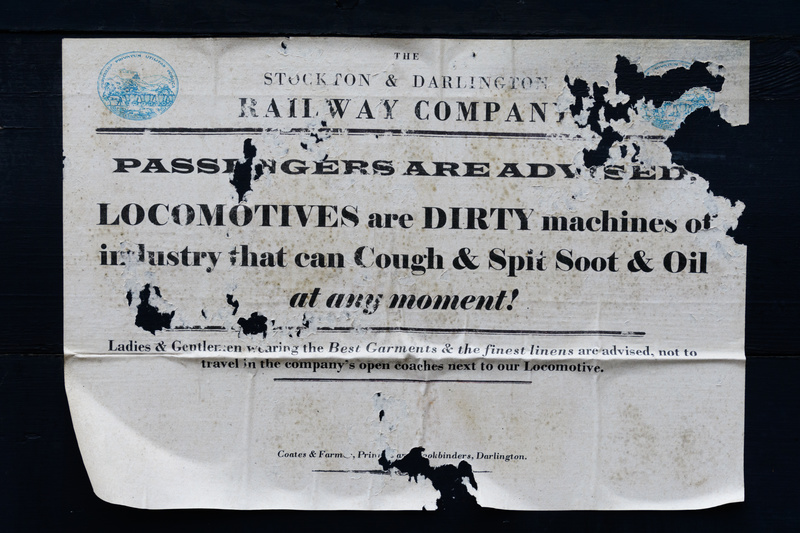 THE
STOCKTON & DARLINGTON
RAILWAY COMPANY
PASSENGERS ARE ADVISED,
LOCOMOTIVES are DIRTY machines of
industry that can Cough & Spit Soot & Oil
at any moment!
Ladies & Gentlemen wearing the Best Garments & the finest linens are advised, not to
travel in the company's open coaches next to our Locomotive.
Coates & Farmer, Printers and Bookbinders, Darlington.